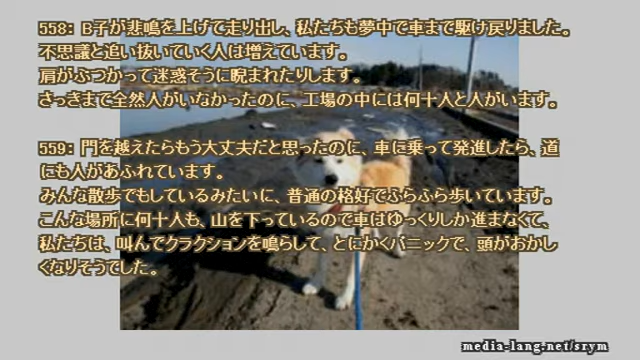 558: B子が悲鳴を上げて走り出し、私たちも夢中で車まで駆け戻りました。
不思議と追い抜いていく人は増えています。
肩がぶつかって迷惑そうに睨まれたりします。
さっきまで全然人がいなかったのに、工場の中には何十人と人がいます。
559: 門を越えたらもう大丈夫だと思ったのに、車に乗って発進したら、道
にも人があふれています。
みんな散歩でもしているみたいに、普通の格好でふらふら歩いています。
こんな場所に何十人も、山を下っているので車はゆっくりしか進まなくて、
私たちは、叫んでクラクションを鳴らして、とにかくパニックで、頭がおかし
くなりそうでした。
media-lang-net/srym